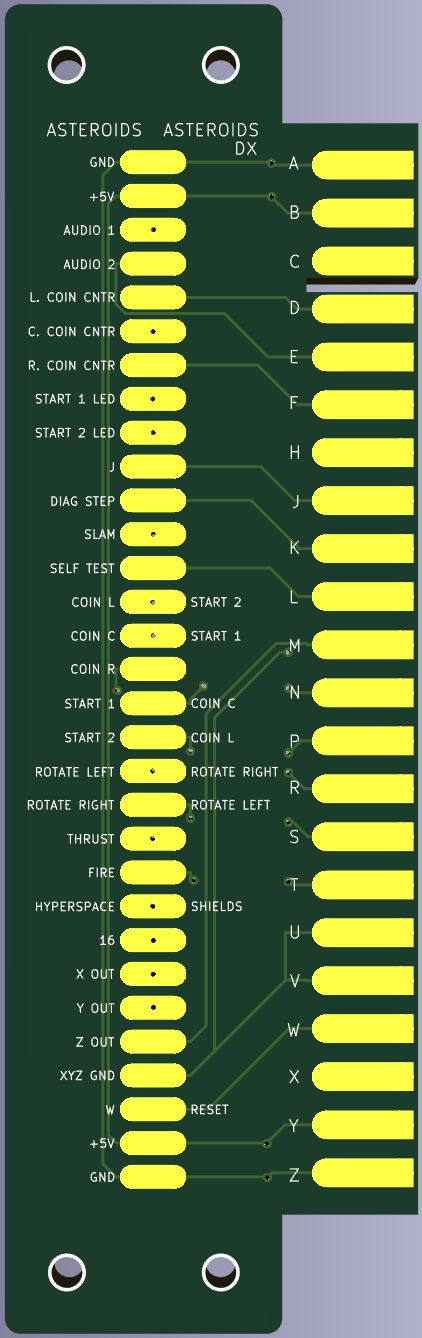 ASTEROIDS ASTEROIDS
DX
GND A
+5V B
AUDIO 1
AUDIO 2 C
L. COIN CNTR D
C. COIN CNTR
R. COIN CNTR E
START 1 LED F
START 2 LED H
J J
DIAG STEP
SLAM K
SELF TEST L
COIN L START 2
COIN C START 1 M
COIN R N
START 1 COIN C
START 2 COIN L P
ROTATE LEFT ROTATE RIGHT R
ROTATE RIGHT ROTATE LEFT
THRUST S
FIRE T
HYPERSPACE SHIELDS
16 U
X OUT V
Y OUT W
Z OUT
XYZ GND X
W RESET
+5V Y
GND Z